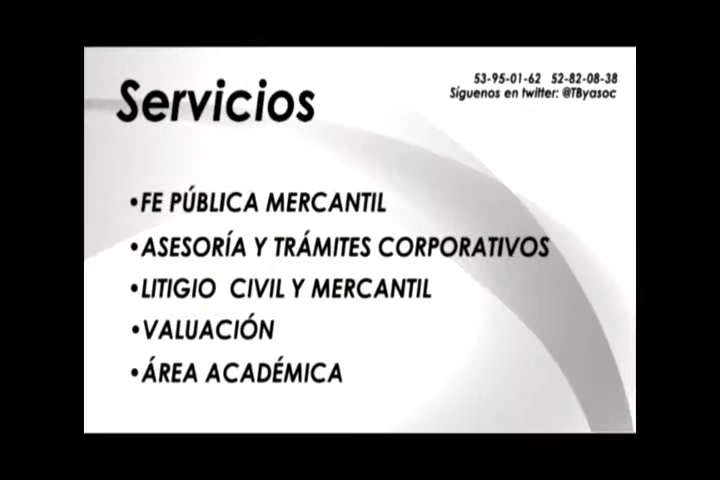 Servicios
53-95-01-62 52-82-08-38
Síguenos en twitter: @TByasoc
•FE PÚBLICA MERCANTIL
•ASESORÍA Y TRÁMITES CORPORATIVOS
•LITIGIO CIVIL Y MERCANTIL
•VALUACIÓN
•ÁREA ACADÉMICA